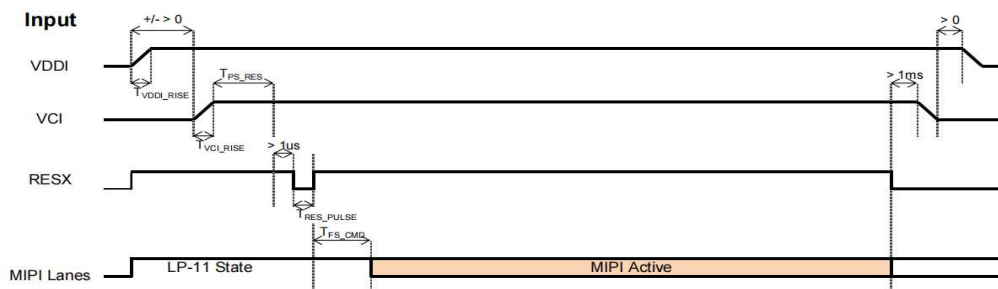 Input
+/- > 0
> 0
VDDI
TVDDI_RISE
TPS_RES
> 1ms
VCI
TVCI_RISE
> 1us
RESX
TRES_PULSE
TFS_CMD
MIPI Lanes
LP-11 State
MIPI Active